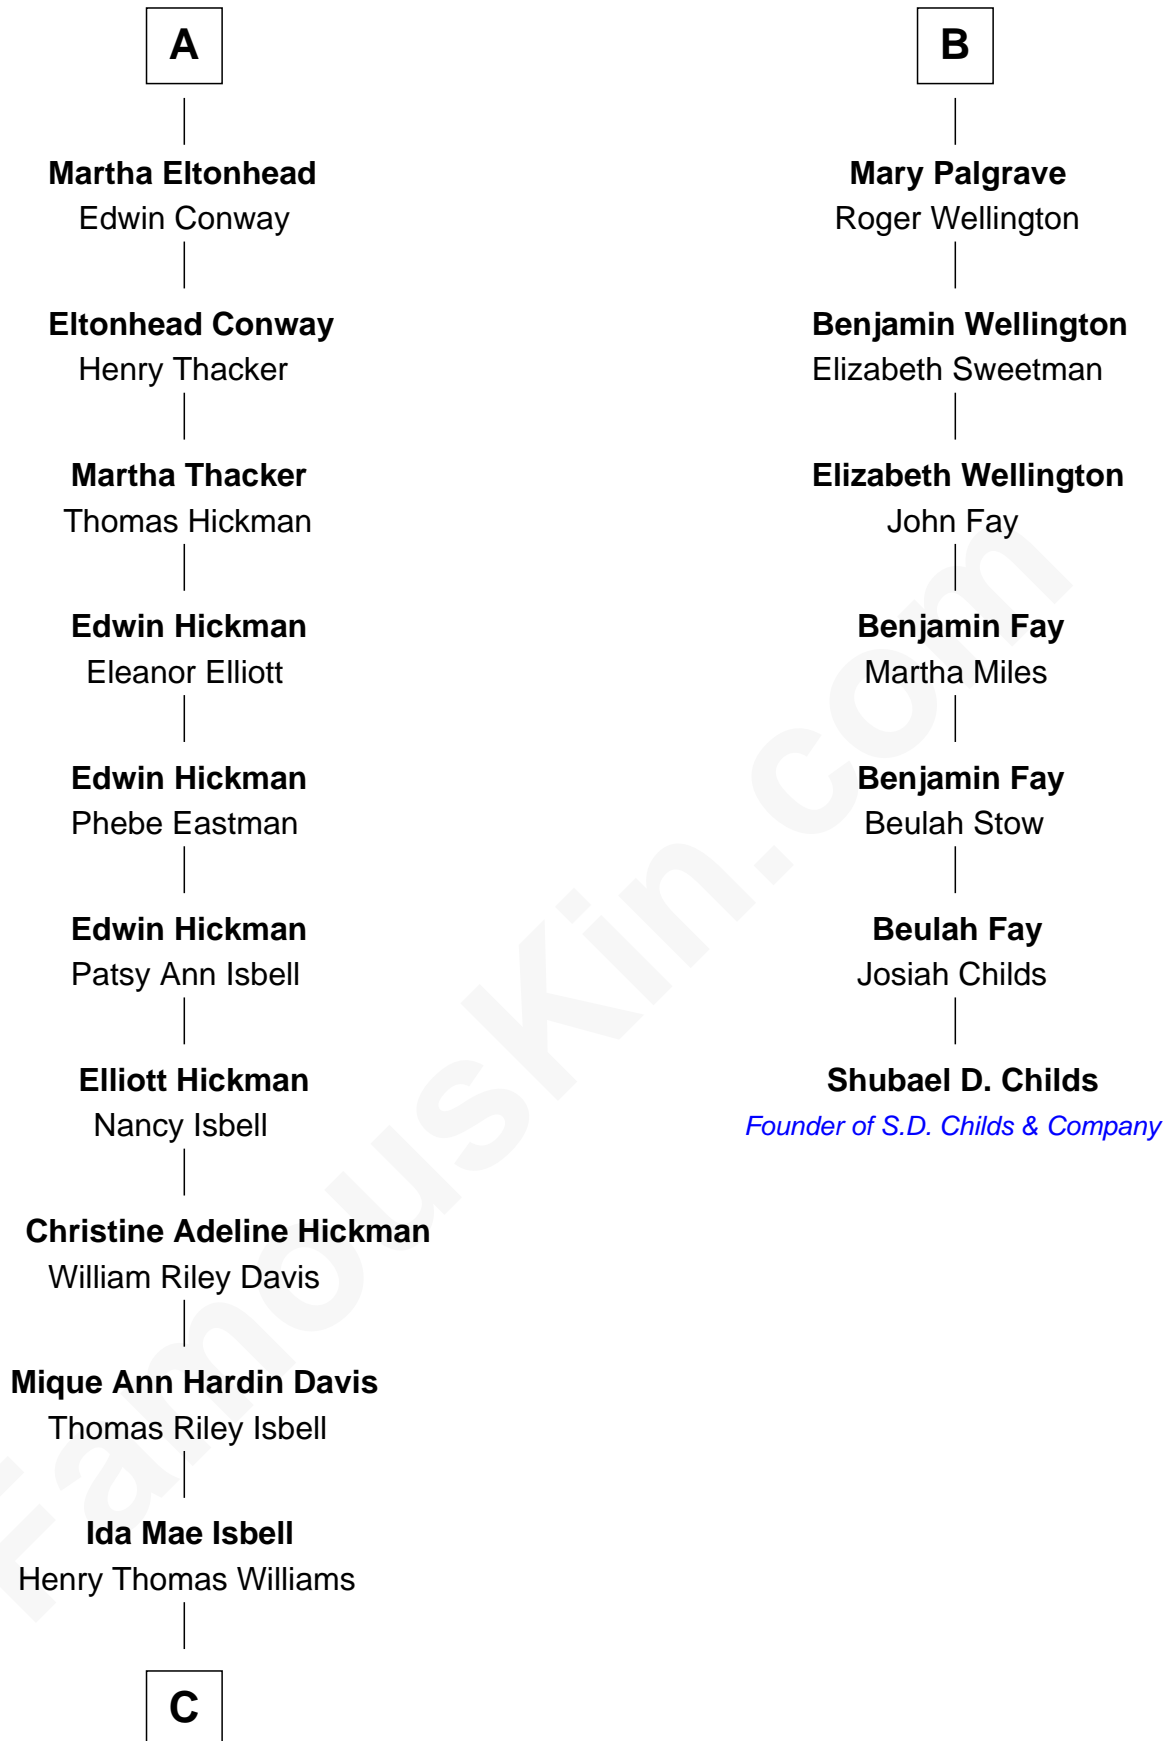 A
Martha Eltonhead
Edwin Conway
Eltonhead Conway
Henry Thacker
Martha Thacker
Thomas Hickman
Edwin Hickman
Eleanor Elliott
Edwin Hickman
Phebe Eastman
Edwin Hickman
Patsy Ann Isbell
Elliott Hickman
Nancy Isbell
Christine Adeline Hickman
William Riley Davis
Mique Ann Hardin Davis
Thomas Riley Isbell
Ida Mae Isbell
Henry Thomas Williams
C
B
Mary Palgrave
Roger Wellington
Benjamin Wellington
Elizabeth Sweetman
Elizabeth Wellington
John Fay
Benjamin Fay
Martha Miles
Benjamin Fay
Beulah Stow
Beulah Fay
Josiah Childs
Shubael D. Childs
Founder of S.D. Childs & Company
FamousKin.com